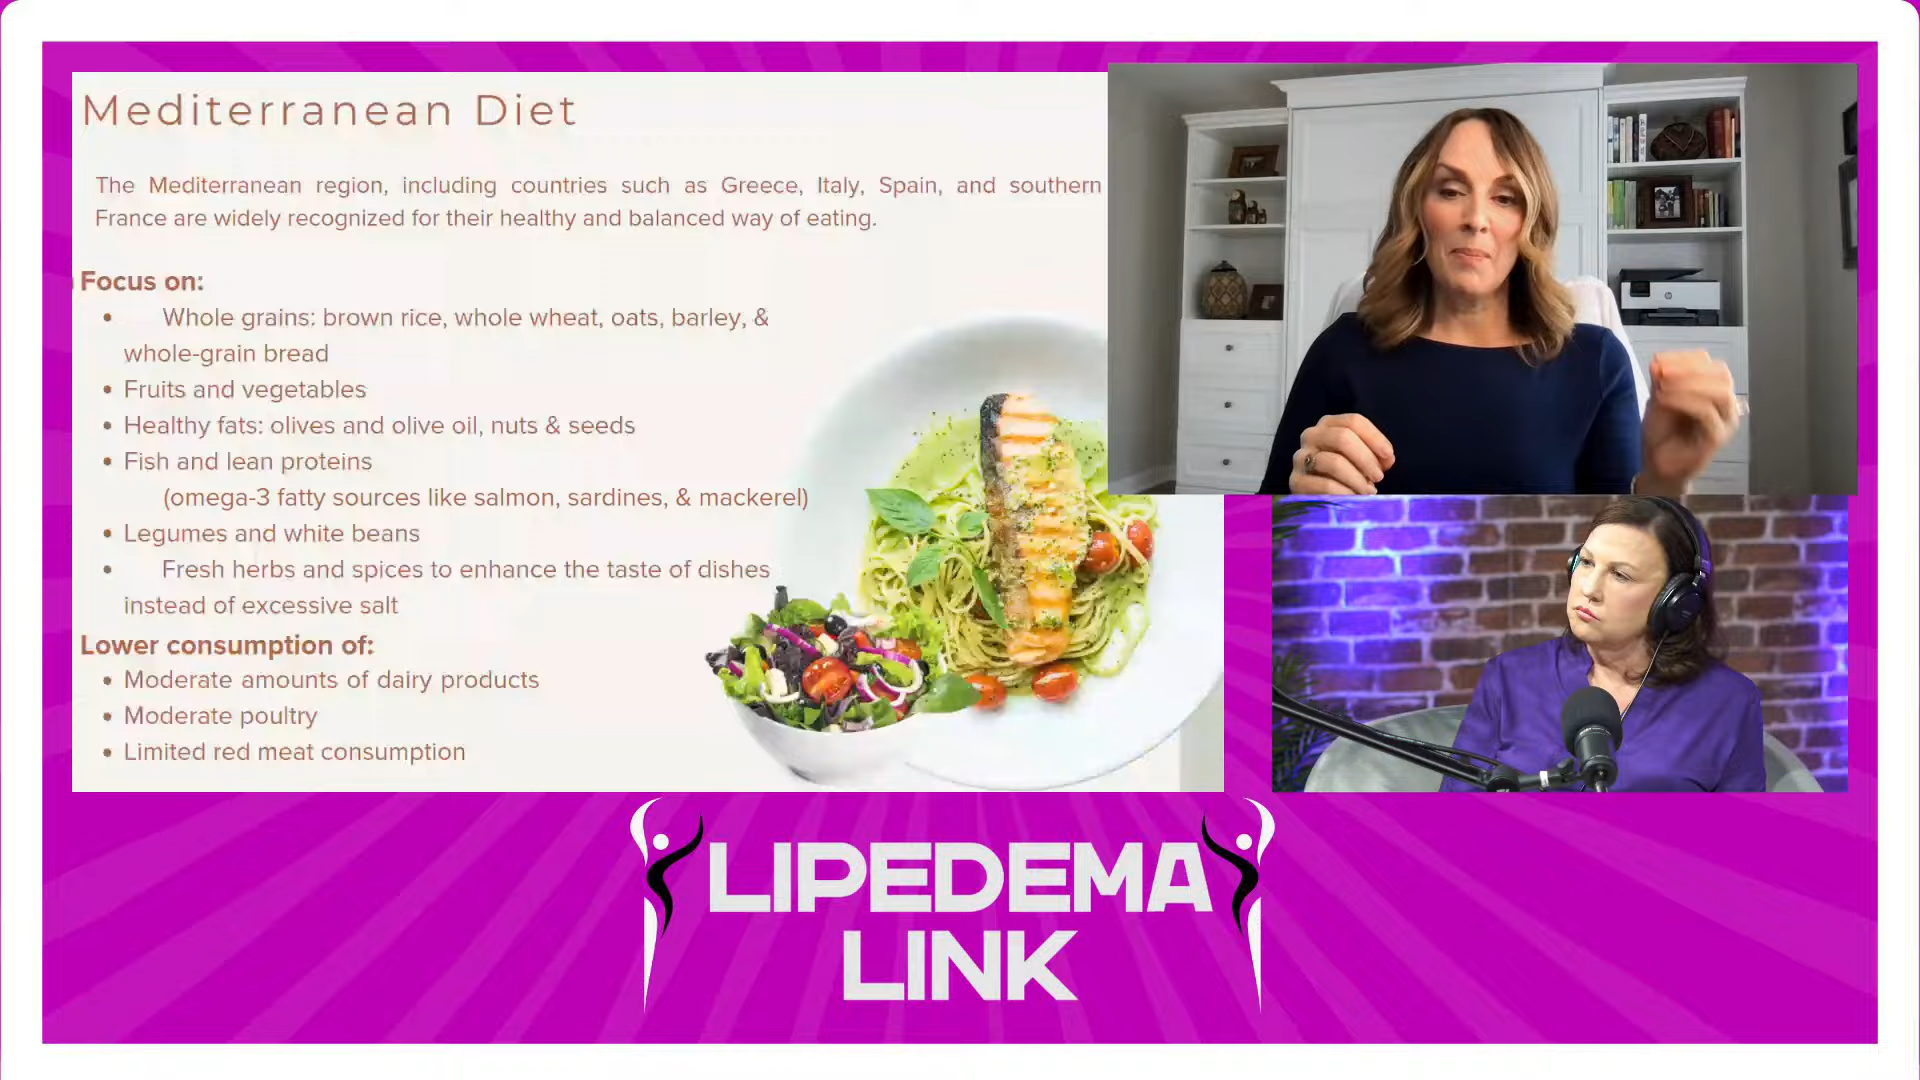 Mediterranean Diet
The Mediterranean region, including countries such as Greece, Italy, Spain, and southern
France are widely recognized for their healthy and balanced way of eating.
Focus on:
• Whole grains: brown rice, whole wheat, oats, barley, &
whole-grain bread
• Fruits and vegetables
• Healthy fats: olives and olive oil, nuts & seeds
• Fish and lean proteins
(omega-3 fatty sources like salmon, sardines, & mackerel)
• Legumes and white beans
• Fresh herbs and spices to enhance the taste of dishes
instead of excessive salt
Lower consumption of:
• Moderate amounts of dairy products
• Moderate poultry
• Limited red meat consumption
LIPEDEMA
LINK